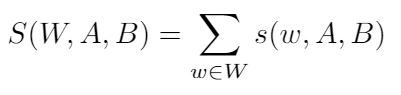 S(W, A, B) = ∑_{w∈W} s(w, A, B)